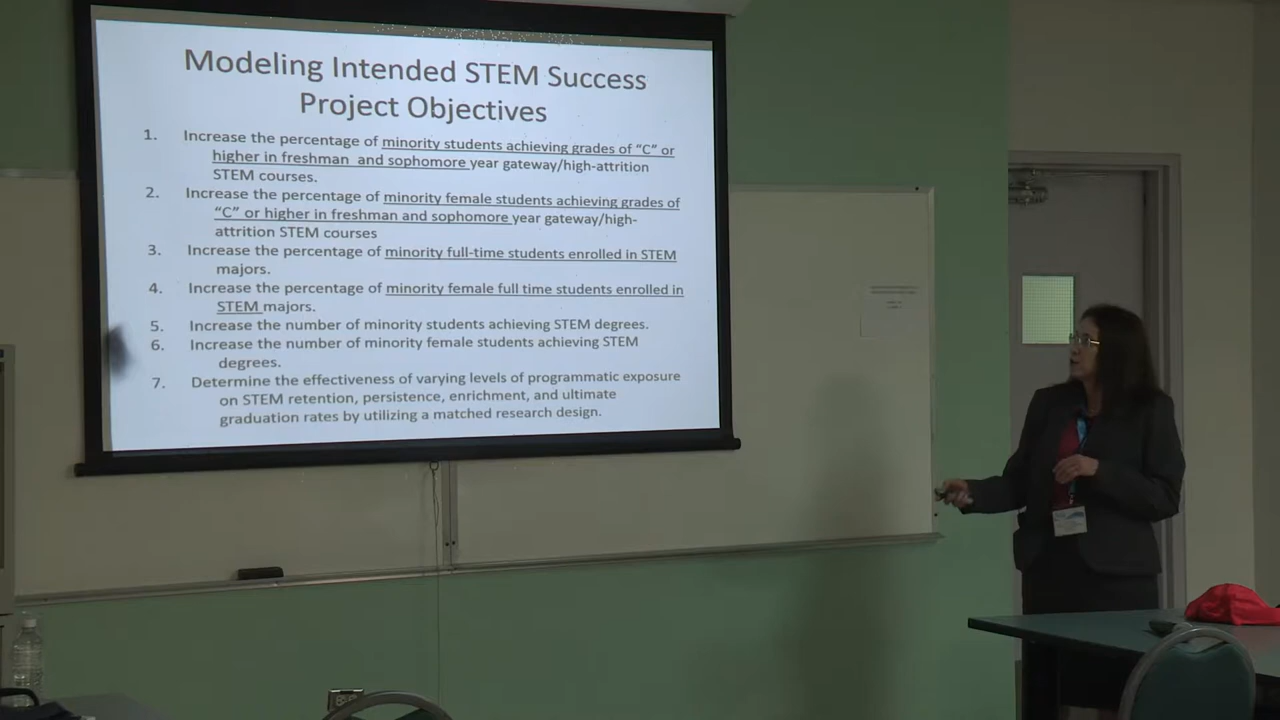 Modeling Intended STEM Success
Project Objectives
1. Increase the percentage of minority students achieving grades of “C” or
higher in freshman and sophomore year gateway/high-attrition
STEM courses.
2. Increase the percentage of minority female students achieving grades of
“C” or higher in freshman and sophomore year gateway/high-
attrition STEM courses
3. Increase the percentage of minority full-time students enrolled in STEM
majors.
4. Increase the percentage of minority female full time students enrolled in
STEM majors.
5. Increase the number of minority students achieving STEM degrees.
6. Increase the number of minority female students achieving STEM
degrees.
7. Determine the effectiveness of varying levels of programmatic exposure
on STEM retention, persistence, enrichment, and ultimate
graduation rates by utilizing a matched research design.